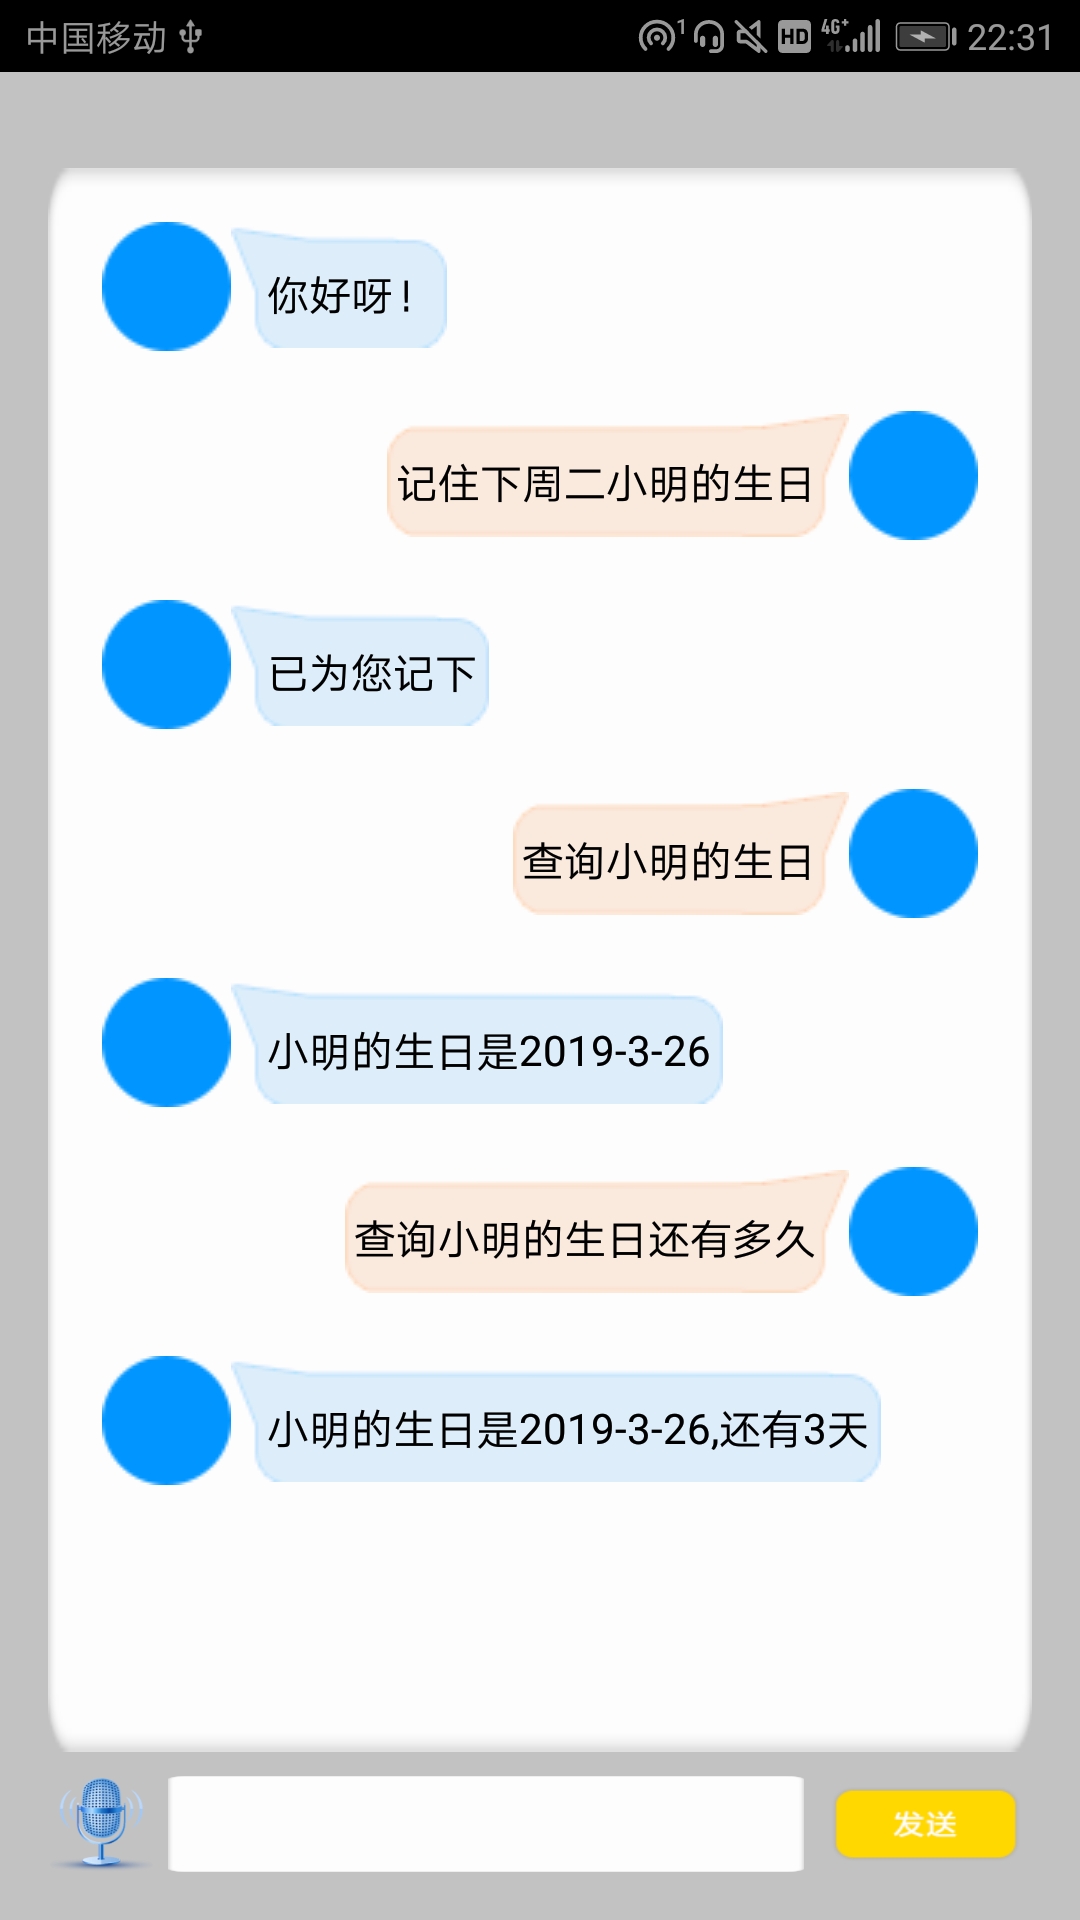 中国移动 1 HD 4G+ 22:31
你好呀!
记住下周二小明的生日
已为您记下
查询小明的生日
小明的生日是2019-3-26
查询小明的生日还有多久
小明的生日是2019-3-26,还有3天
发送